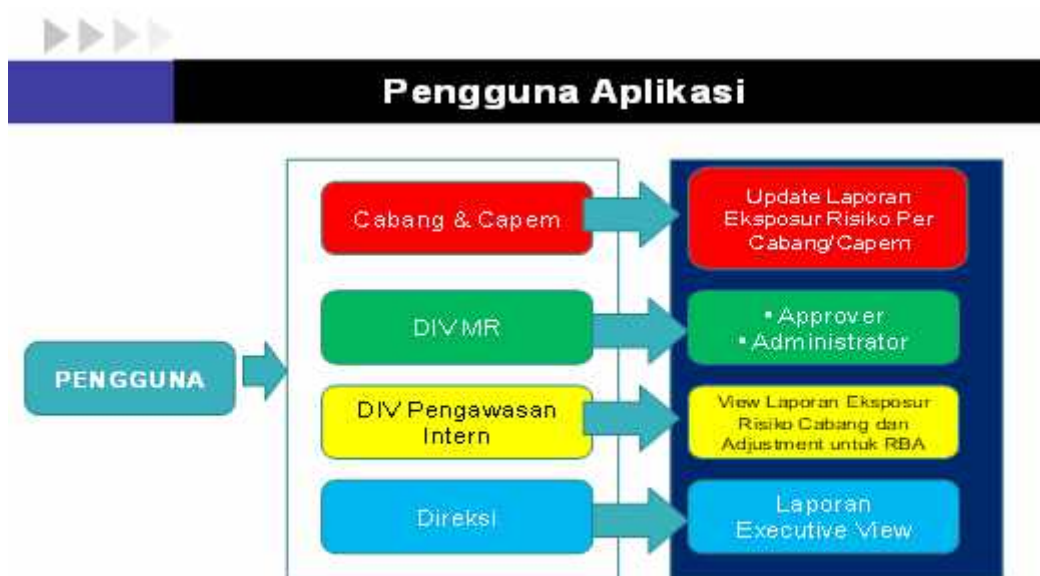 Pengguna Aplikasi
PENGGUNA
Cabang & Capem
Update Laporan
Eksposur Risiko Per
Cabang/Capem
DIV MR
• Approver
• Administrator
DIV Pengawasan
Intern
View Laporan Eksposur
Risiko Cabang dan
Adjustment untuk RBA
Direksi
Laporan
Executive View